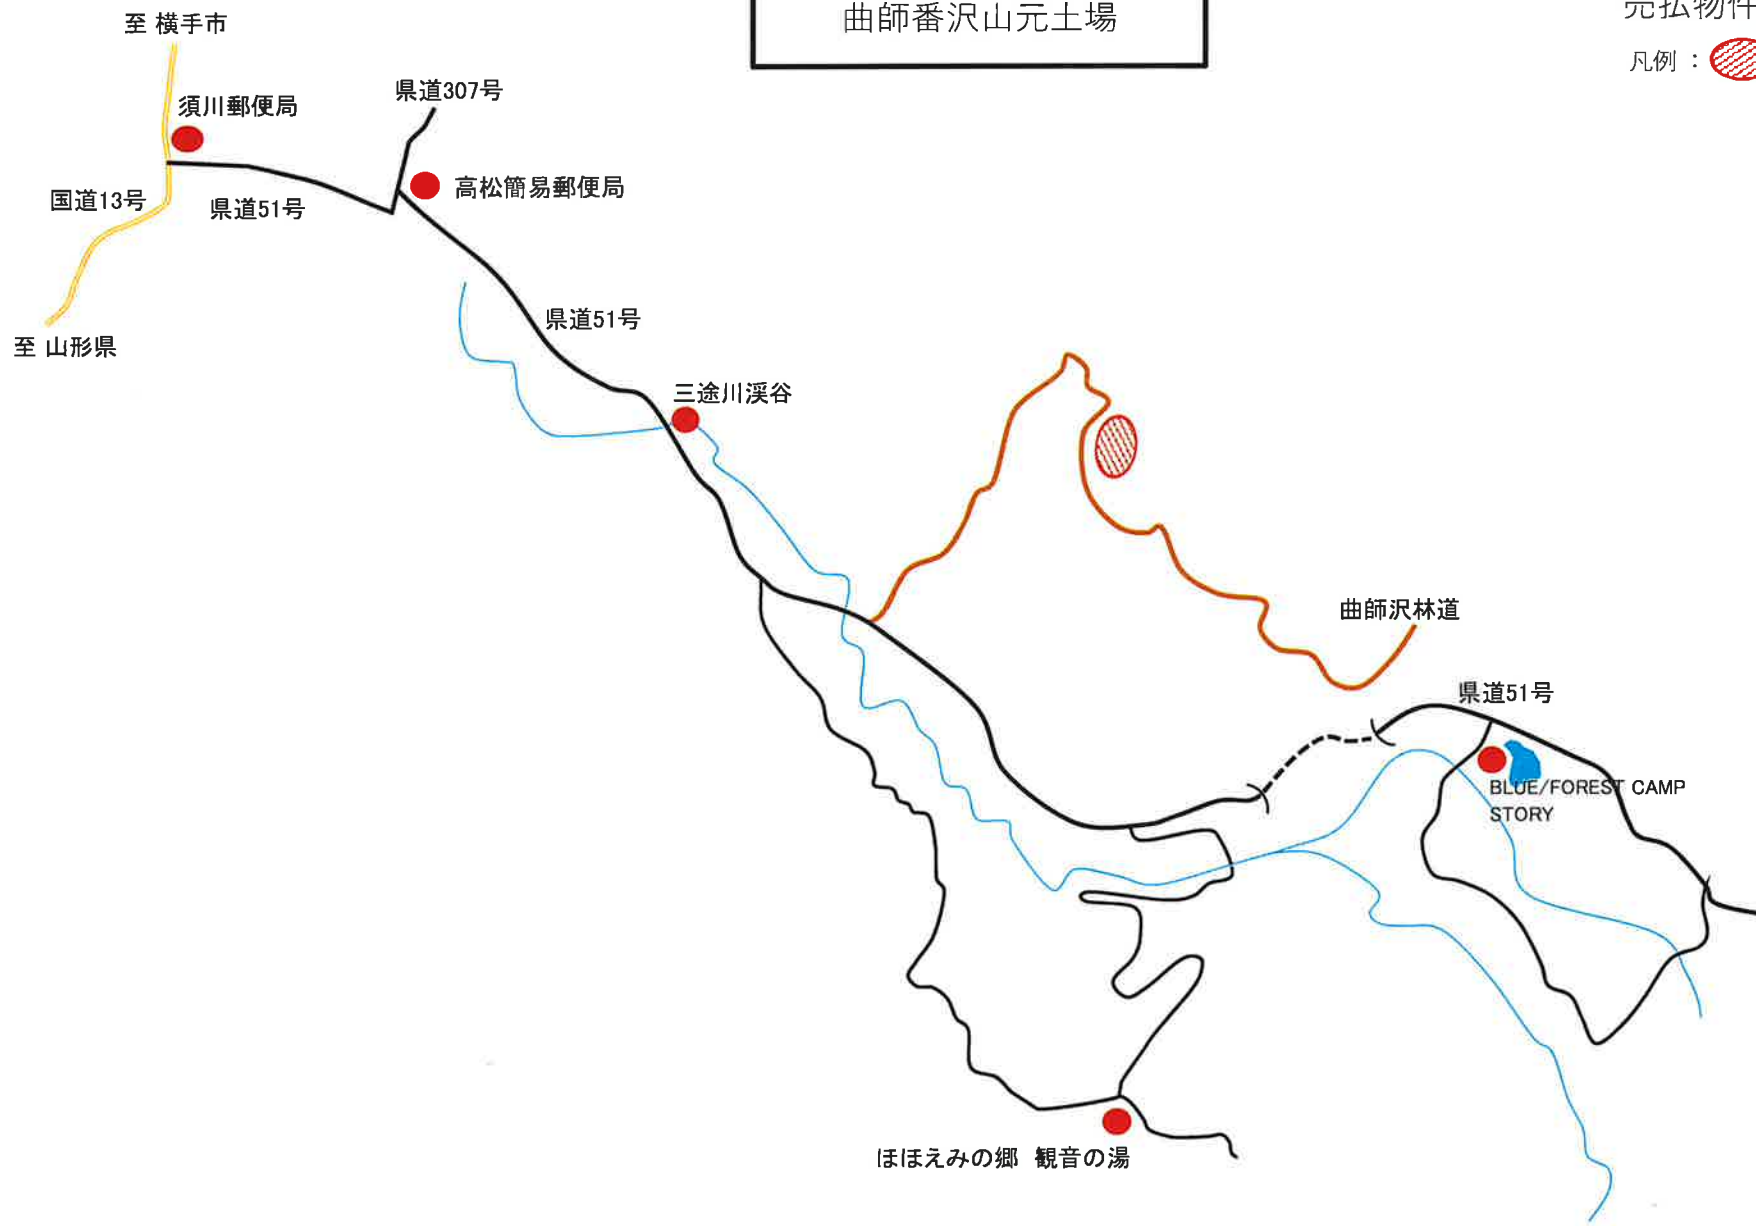 曲師番沢山元土場
売払物件
凡例 :
至 横手市
須川郵便局
県道307号
高松簡易郵便局
国道13号
県道51号
県道51号
至 山形県
三途川渓谷
曲師沢林道
県道51号
BLUE/FOREST CAMP
STORY
ほほえみの郷 観音の湯